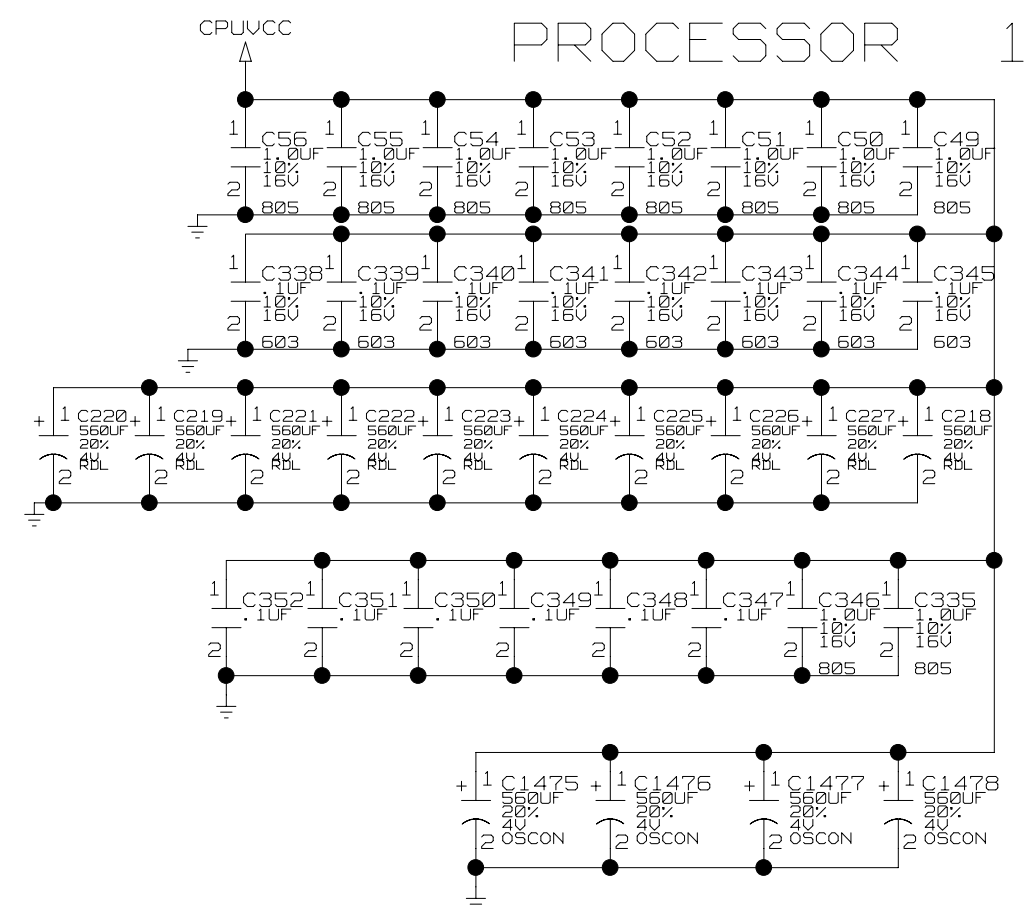 CPUVCC
PROCESSOR 1
1 1 1 1 1 1 1 1
C56 C55 C54 C53 C52 C51 C50 C49
1.0UF 1.0UF 1.0UF 1.0UF 1.0UF 1.0UF 1.0UF 1.0UF
10% 10% 10% 10% 10% 10% 10% 10%
16V 16V 16V 16V 16V 16V 16V 16V
2 2 2 2 2 2 2 2
805 805 805 805 805 805 805 805
1 1 1 1 1 1 1 1
C338 C339 C340 C341 C342 C343 C344 C345
.1UF .1UF .1UF .1UF .1UF .1UF .1UF .1UF
10% 10% 10% 10% 10% 10% 10% 10%
16V 16V 16V 16V 16V 16V 16V 16V
2 2 2 2 2 2 2 2
603 603 603 603 603 603 603 603
+ 1 C220 + 1 C219 + 1 C221 + 1 C222 + 1 C223 + 1 C224 + 1 C225 + 1 C226 + 1 C227 + 1 C218
560UF 560UF 560UF 560UF 560UF 560UF 560UF 560UF 560UF 560UF
20% 20% 20% 20% 20% 20% 20% 20% 20% 20%
4V 4V 4V 4V 4V 4V 4V 4V 4V 4V
RDL RDL RDL RDL RDL RDL RDL RDL RDL RDL
2 2 2 2 2 2 2 2 2 2
1 1 1 1 1 1 1 1
C352 C351 C350 C349 C348 C347 C346 C335
.1UF .1UF .1UF .1UF .1UF .1UF 1.0UF 1.0UF
10% 10%
16V 16V
2 2 2 2 2 2 2 2
805 805
+ 1 C1475 + 1 C1476 + 1 C1477 + 1 C1478
560UF 560UF 560UF 560UF
20% 20% 20% 20%
4V 4V 4V 4V
2 OSCON 2 OSCON 2 OSCON 2 OSCON